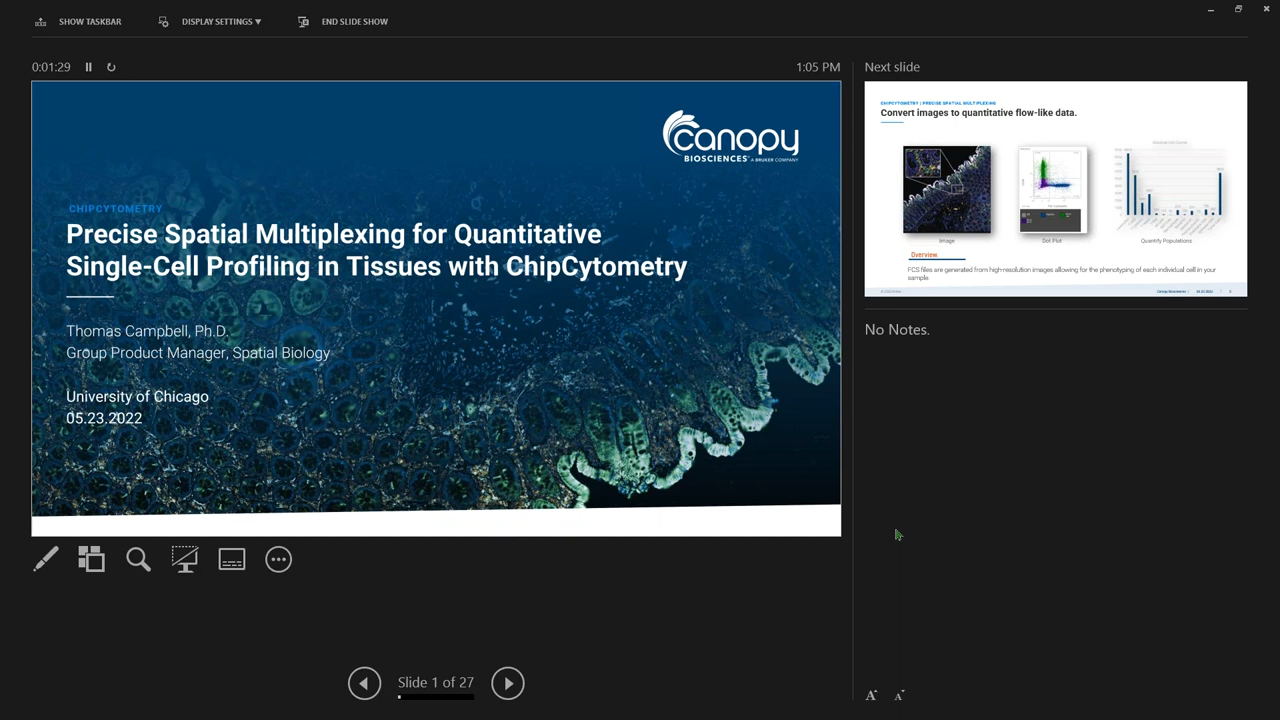 SHOW TASKBAR
DISPLAY SETTINGS
END SLIDE SHOW
0:01:29
1:05 PM
Next slide
canopy
BIOSCIENCES
A BRUKER COMPANY
CHIPCYTOMETRY
Precise Spatial Multiplexing for Quantitative
Single-Cell Profiling in Tissues with ChipCytometry
Thomas Campbell, Ph.D.
Group Product Manager, Spatial Biology
University of Chicago
05.23.2022
CHIPCYTOMETRY | PRECISE SPATIAL MULTIPLEXING
Convert images to quantitative flow-like data.
Image
Dot Plot
Quantify Populations
Overview.
FCS files are generated from high-resolution images allowing for the phenotyping of each individual cell in your
sample.
No Notes.
Slide 1 of 27